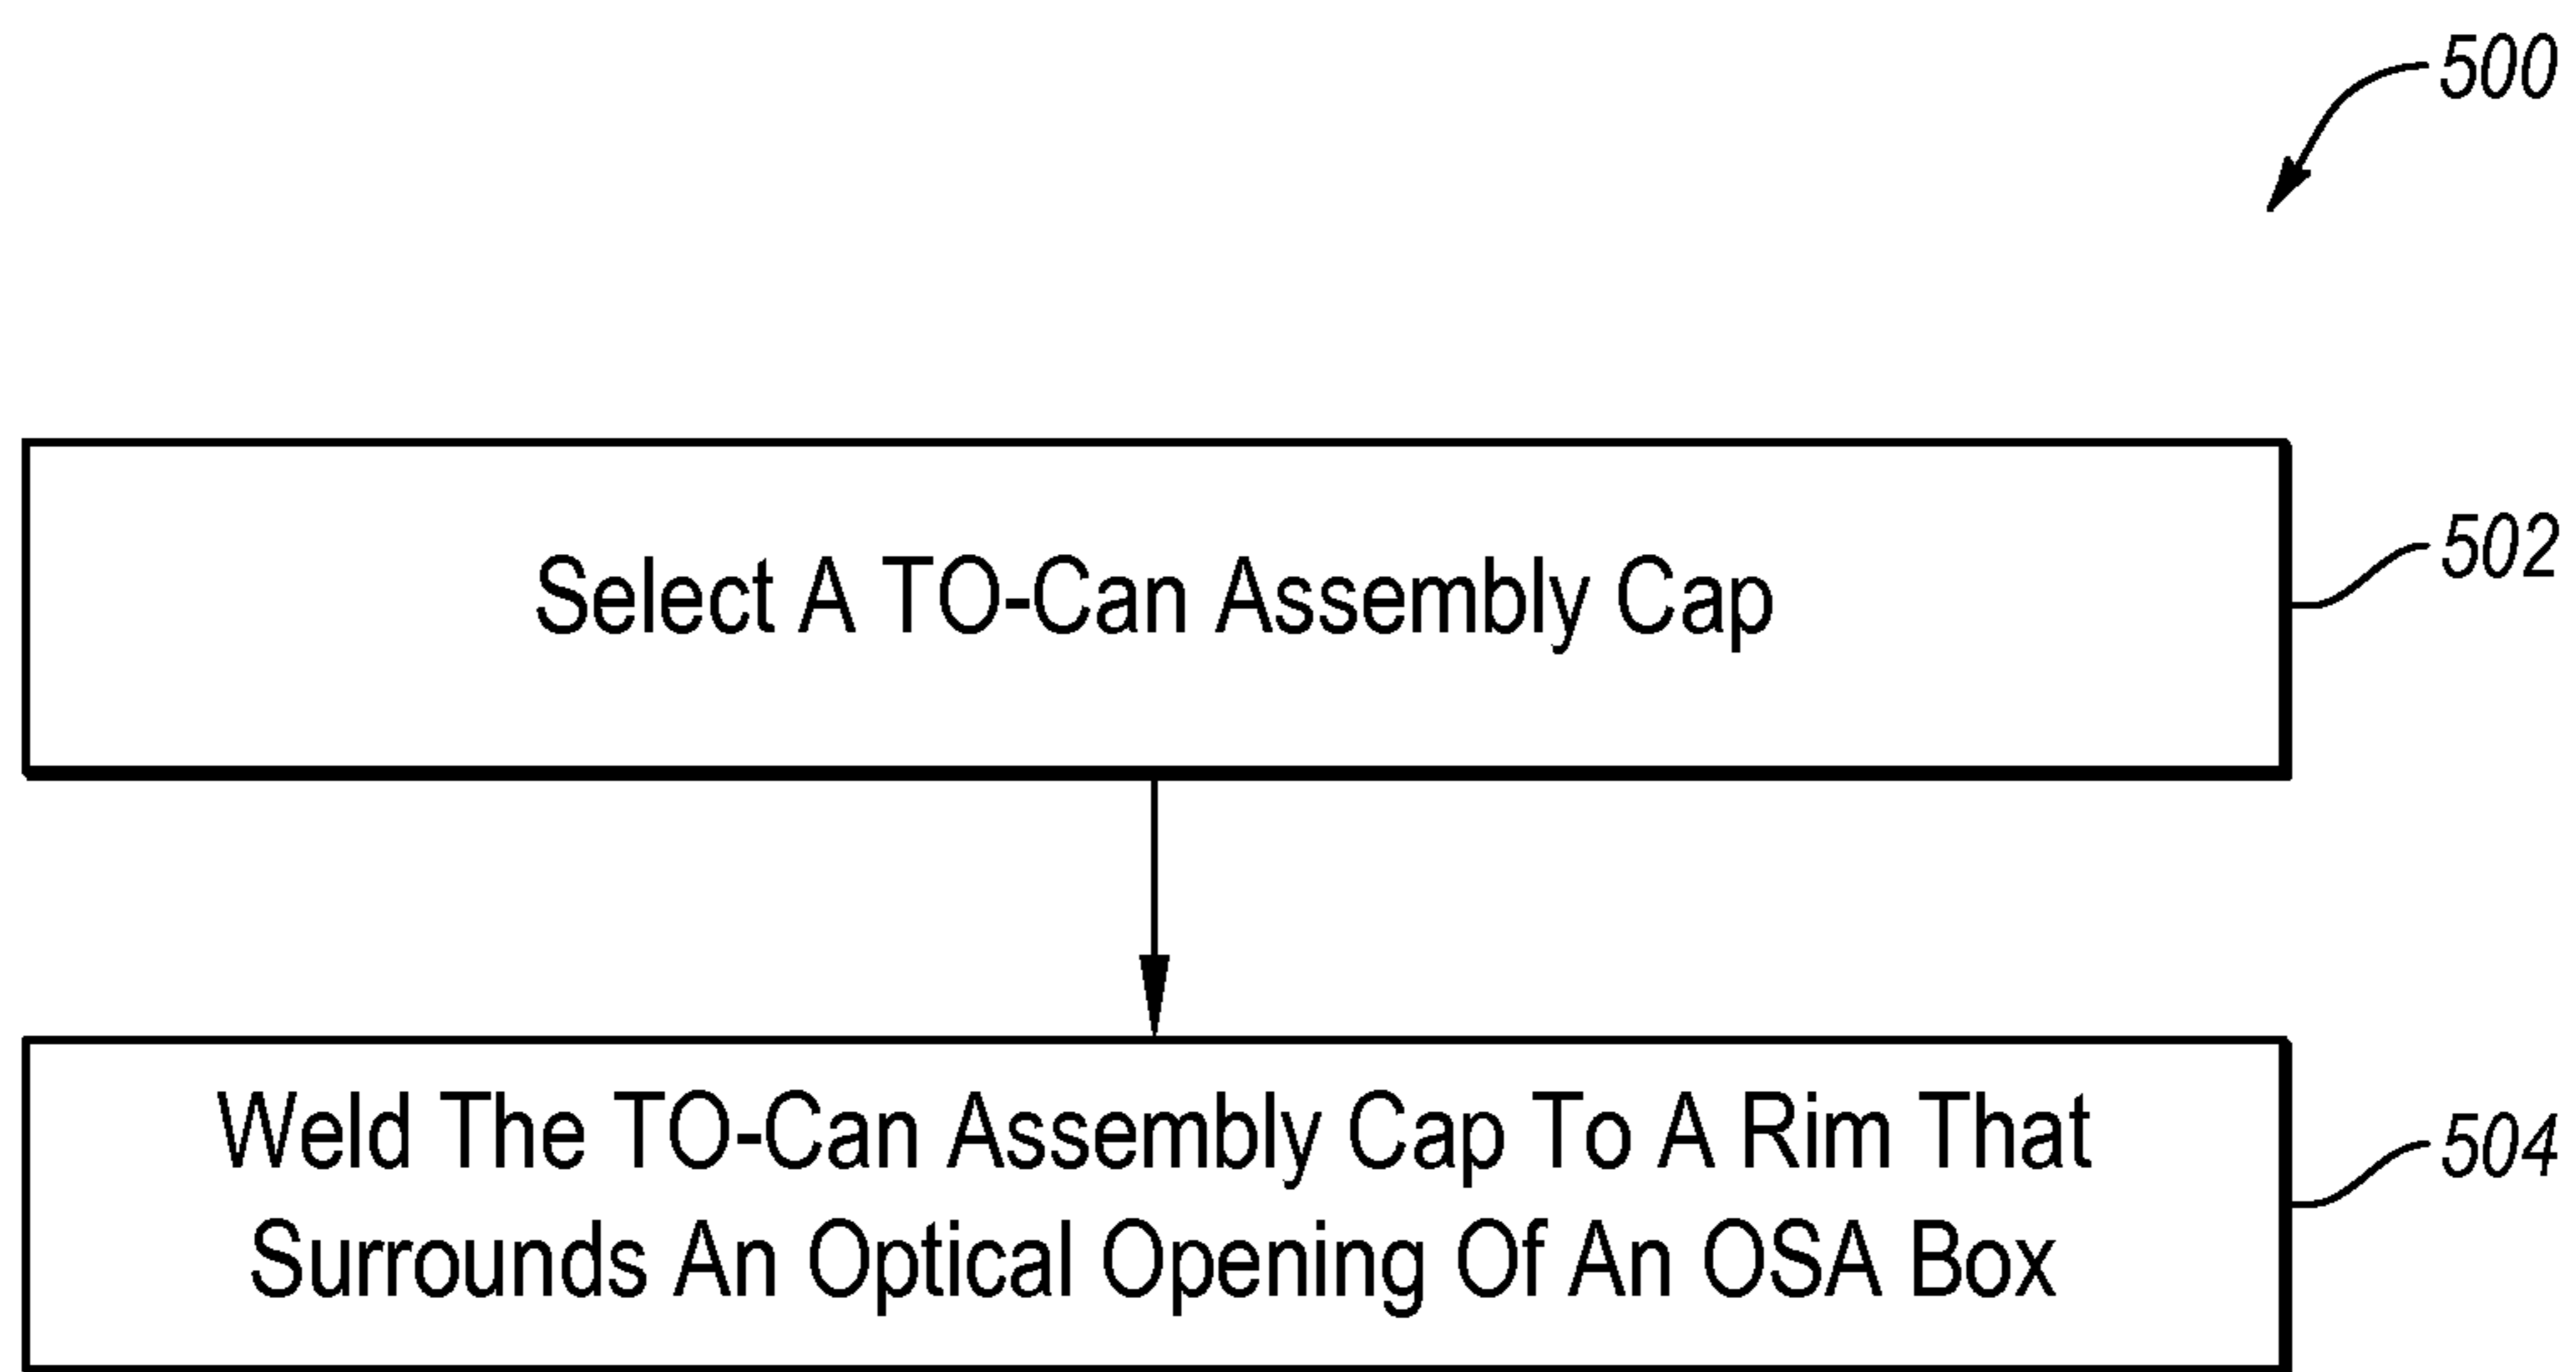 500
Select A TO-Can Assembly Cap
502
Weld The TO-Can Assembly Cap To A Rim That
Surrounds An Optical Opening Of An OSA Box
504